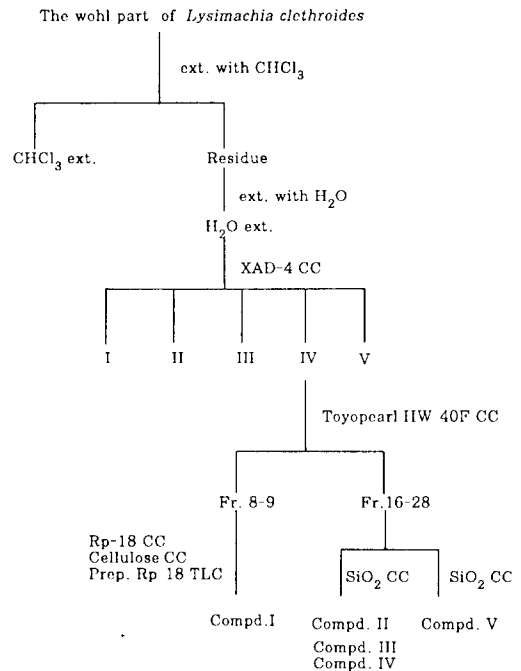 The wohl part of Lysimachia clethroides
ext. with CHCl3
CHCl3 ext.
Residue
ext. with H2O
H2O ext.
XAD-4 CC
I II III IV V
Toyopearl HW 40F CC
Fr. 8-9
Fr.16-28
Rp-18 CC
Cellulose CC
Prep. Rp 18 TLC
SiO2 CC
SiO2 CC
Compd.I
Compd. II
Compd. III
Compd. IV
Compd. V